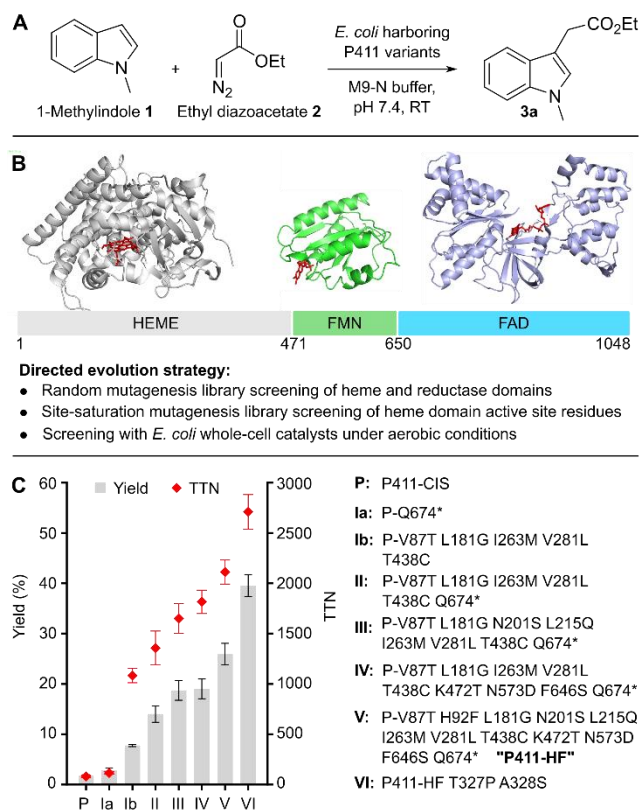 A
CO₂Et
OEt
N₂
N
1-Methylindole 1
+
Ethyl diazoacetate 2
E. coli harboring
P411 variants
M9-N buffer,
pH 7.4, RT
N
3a
B
HEME
FMN
FAD
1
471
650
1048
Directed evolution strategy:
● Random mutagenesis library screening of heme and reductase domains
● Site-saturation mutagenesis library screening of heme domain active site residues
● Screening with E. coli whole-cell catalysts under aerobic conditions
C
Yield (%)
60
50
40
30
20
10
0
Yield
TTN
3000
2500
2000
1500
1000
500
0
TTN
P Ia Ib II III IV V VI
P: P411-CIS
Ia: P-Q674*
Ib: P-V87T L181G I263M V281L
T438C
II: P-V87T L181G I263M V281L
T438C Q674*
III: P-V87T L181G N201S L215Q
I263M V281L T438C Q674*
IV: P-V87T L181G I263M V281L
T438C K472T N573D F646S Q674*
V: P-V87T H92F L181G N201S L215Q
I263M V281L T438C K472T N573D
F646S Q674* "P411-HF"
VI: P411-HF T327P A328S